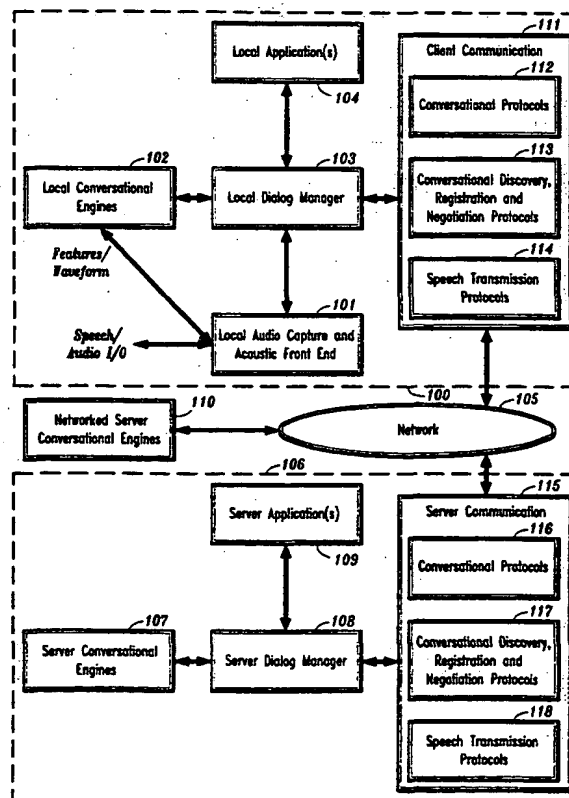 111
Client Communication
112
Conversational Protocols
113
Conversational Discovery,
Registration and
Negotiation Protocols
114
Speech Transmission
Protocols
Local Application(s)
104
102
Local Conversational
Engines
103
Local Dialog Manager
Features/
Waveform
Speech/
Audio I/O
101
Local Audio Capture and
Acoustic Front End
100
105
110
Networked Server
Conversational Engines
Network
106
Server Application(s)
109
107
Server Conversational
Engines
108
Server Dialog Manager
115
Server Communication
116
Conversational Protocols
117
Conversational Discovery,
Registration and
Negotiation Protocols
118
Speech Transmission
Protocols